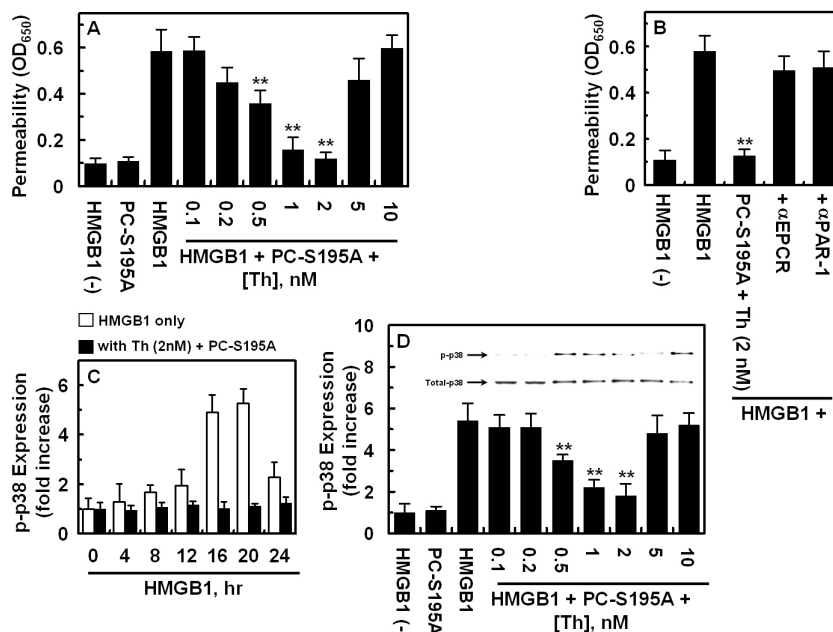 A
Permeability (OD650)
0.6
0.4
0.2
0
HMGB1 (-)
PC-S195A
HMGB1
0.1
0.2
0.5
1
2
5
10
**
**
**
HMGB1 + PC-S195A +
[Th], nM
B
Permeability (OD650)
0.6
0.4
0.2
0
**
HMGB1 (-)
HMGB1
PC-S195A + Th (2 nM)
+ αEPCR
+ αPAR-1
HMGB1 +
HMGB1 only
with Th (2nM) + PC-S195A
C
p-p38 Expression
(fold increase)
6
4
2
0
0 4 8 12 16 20 24
HMGB1, hr
D
p-p38 Expression
(fold increase)
10
8
6
4
2
0
p-p38
Total-p38
**
**
**
HMGB1 (-)
PC-S195A
HMGB1
0.1
0.2
0.5
1
2
5
10
HMGB1 + PC-S195A +
[Th], nM